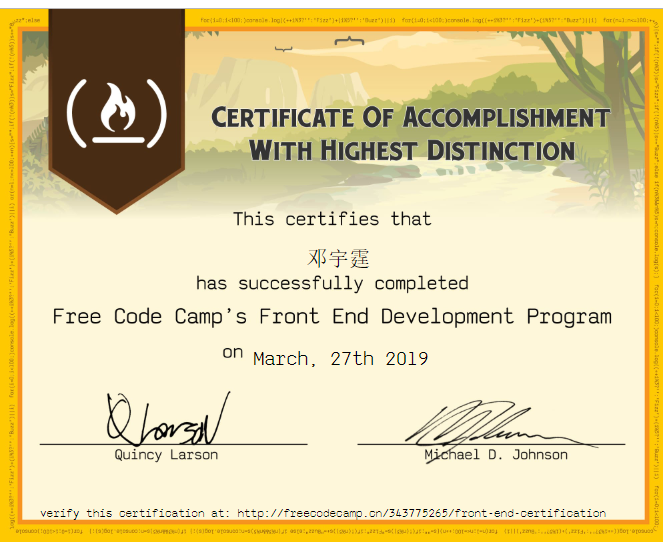 CERTIFICATE OF ACCOMPLISHMENT
WITH HIGHEST DISTINCTION
This certifies that
邓宇霆
has successfully completed
Free Code Camp's Front End Development Program
on March, 27th 2019
Quincy Larson
Michael D. Johnson
verify this certification at: http://freecodecamp.cn/343775265/front-end-certification